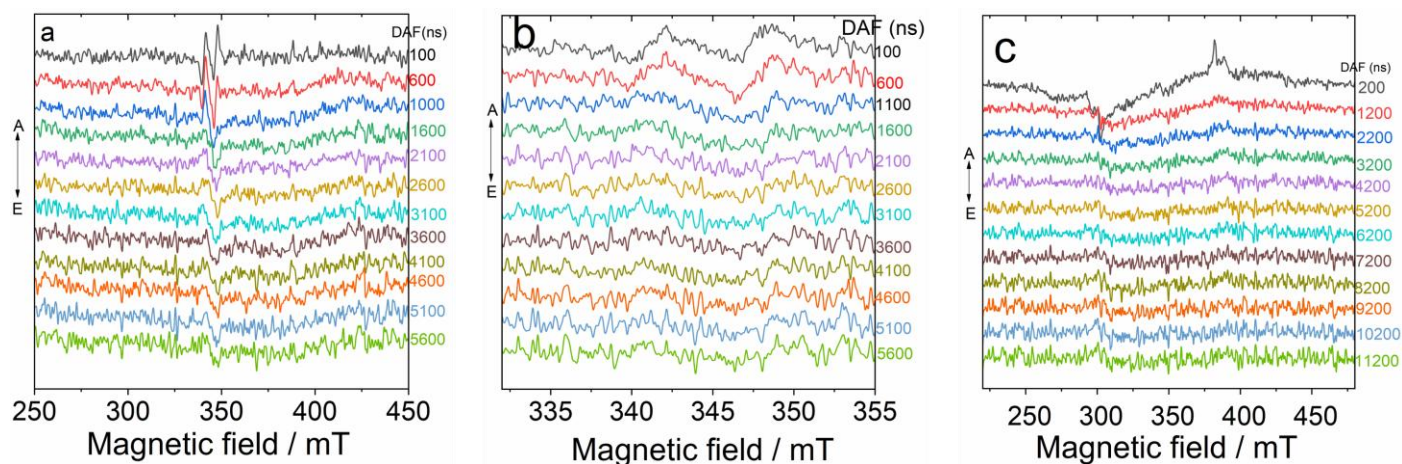 a
DAF(ns)
100
600
1000
1600
2100
2600
3100
3600
4100
4600
5100
5600
A
E
250 300 350 400 450
Magnetic field / mT
b
DAF (ns)
100
600
1100
1600
2100
2600
3100
3600
4100
4600
5100
5600
A
E
335 340 345 350 355
Magnetic field / mT
c
DAF (ns)
200
1200
2200
3200
4200
5200
6200
7200
8200
9200
10200
11200
A
E
250 300 350 400 450
Magnetic field / mT